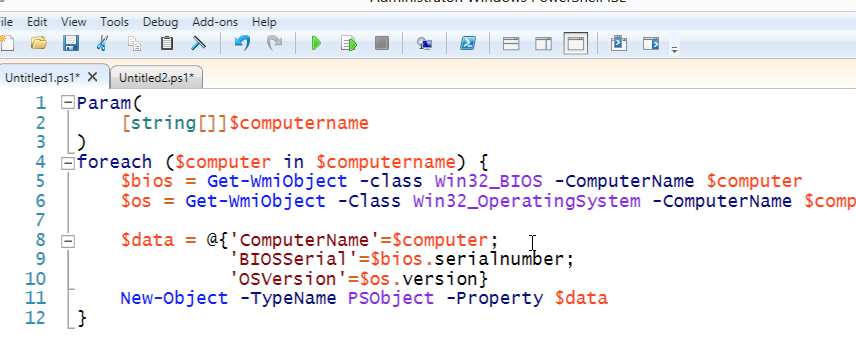 Administrator: Windows PowerShell ISE
File Edit View Tools Debug Add-ons Help
Untitled1.ps1* X Untitled2.ps1*
1 Param(
2 [string[]]$computername
3 )
4 foreach ($computer in $computername) {
5 $bios = Get-WmiObject -class Win32_BIOS -ComputerName $computer
6 $os = Get-WmiObject -Class Win32_OperatingSystem -ComputerName $comp
7
8 $data = @{'ComputerName'=$computer;
9 'BIOSSerial'=$bios.serialnumber;
10 'OSVersion'=$os.version}
11 New-Object -TypeName PSObject -Property $data
12 }